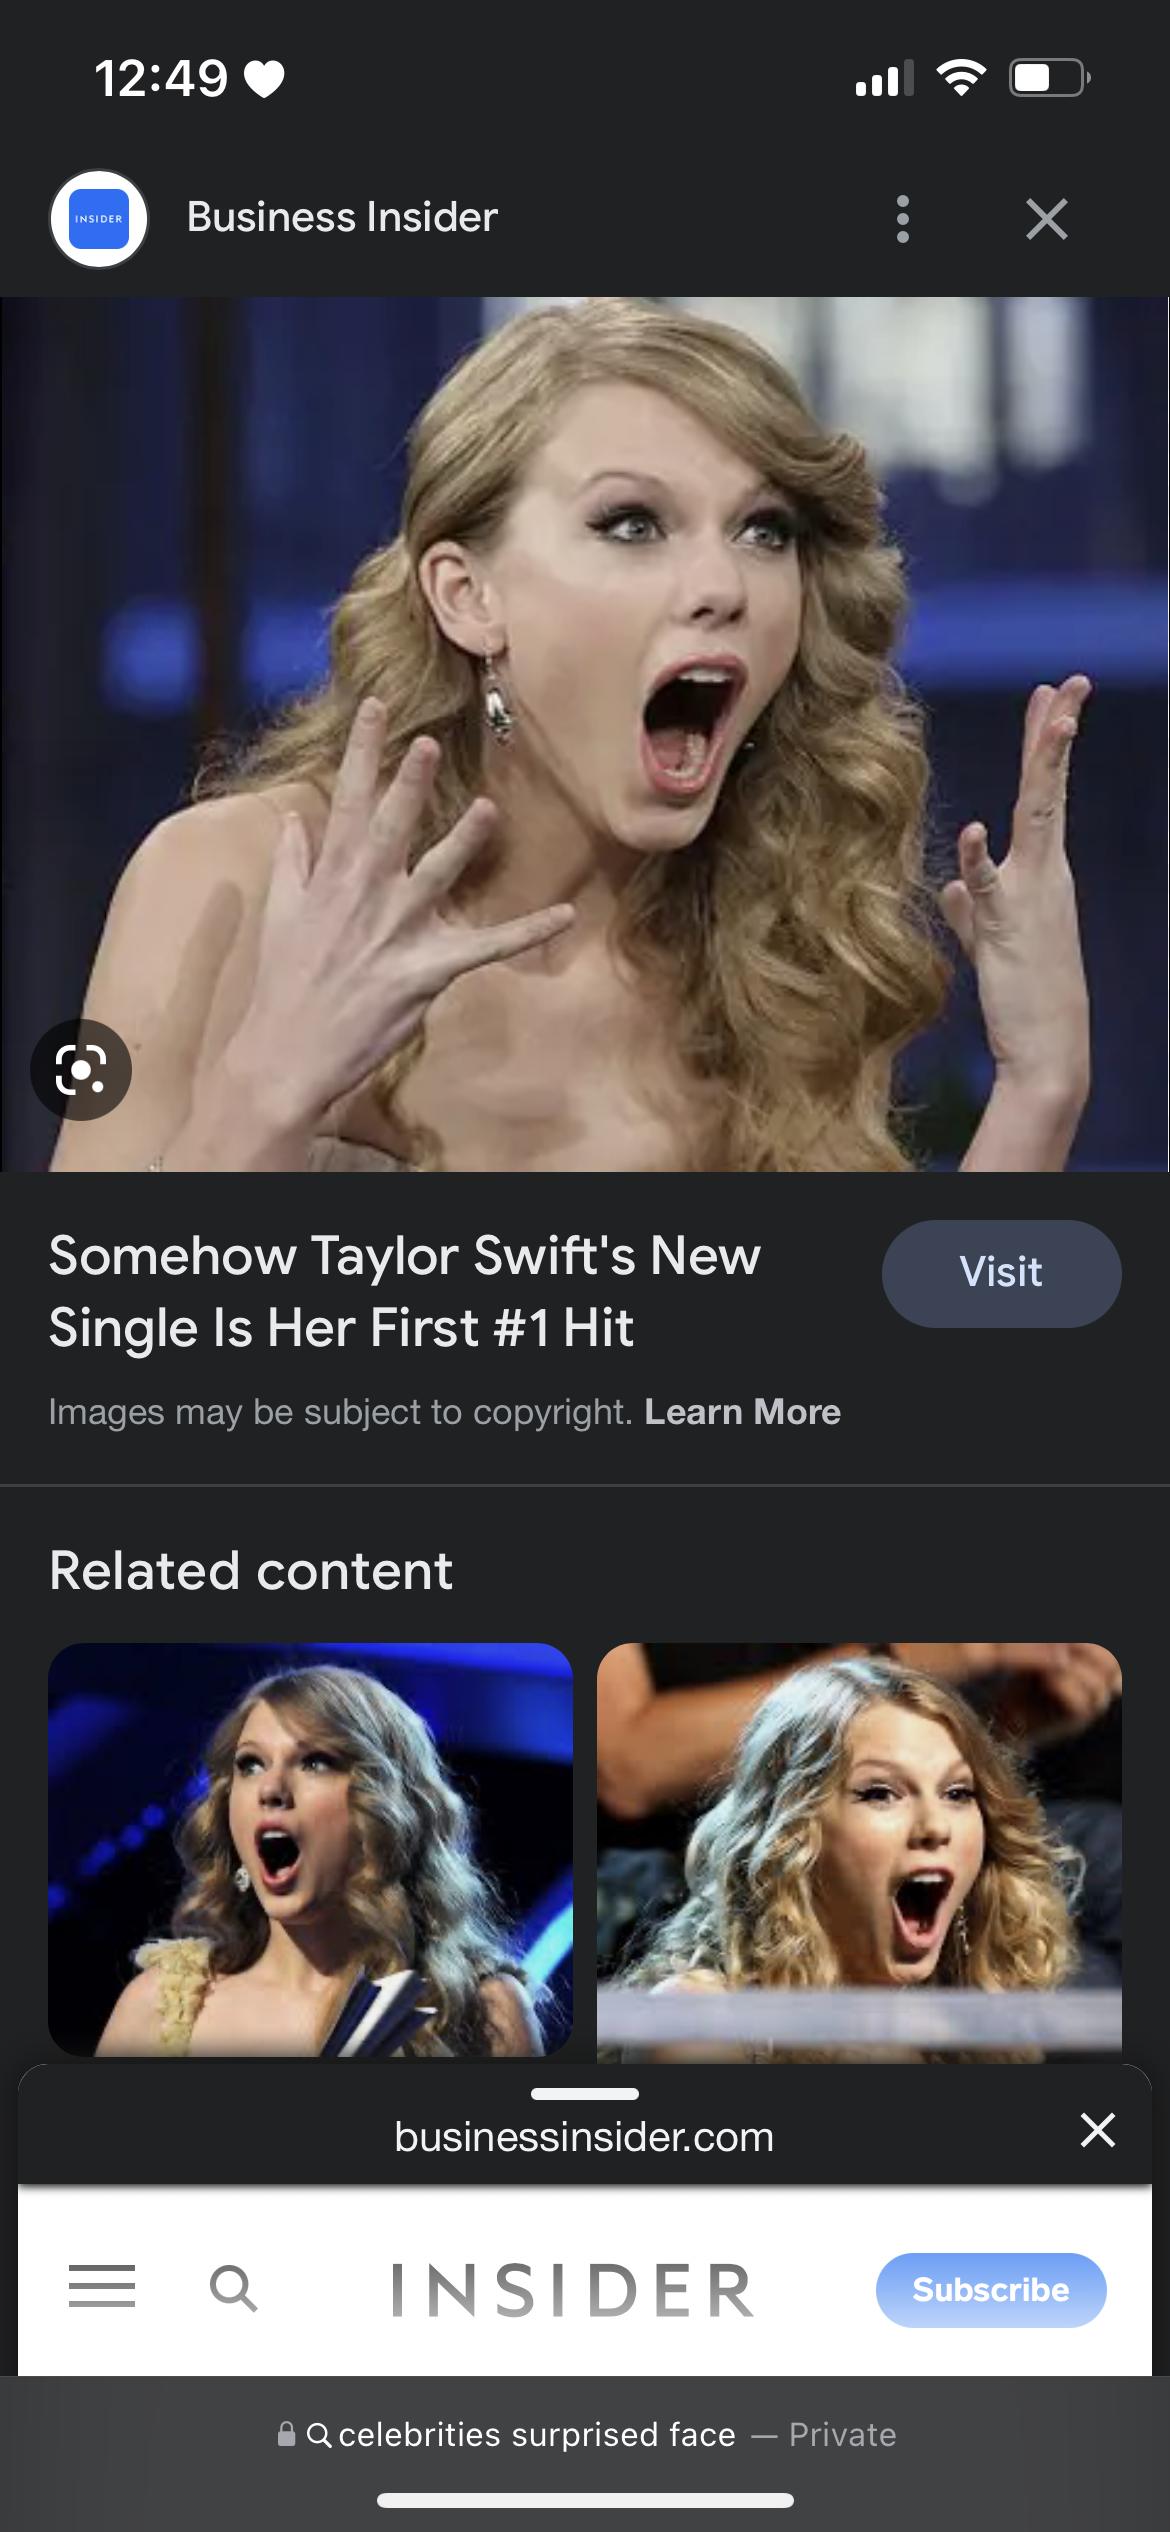 12:49
INSIDER
Business Insider
Somehow Taylor Swift's New
Single Is Her First #1 Hit
Visit
Images may be subject to copyright. Learn More
Related content
businessinsider.com
INSIDER
Subscribe
celebrities surprised face — Private